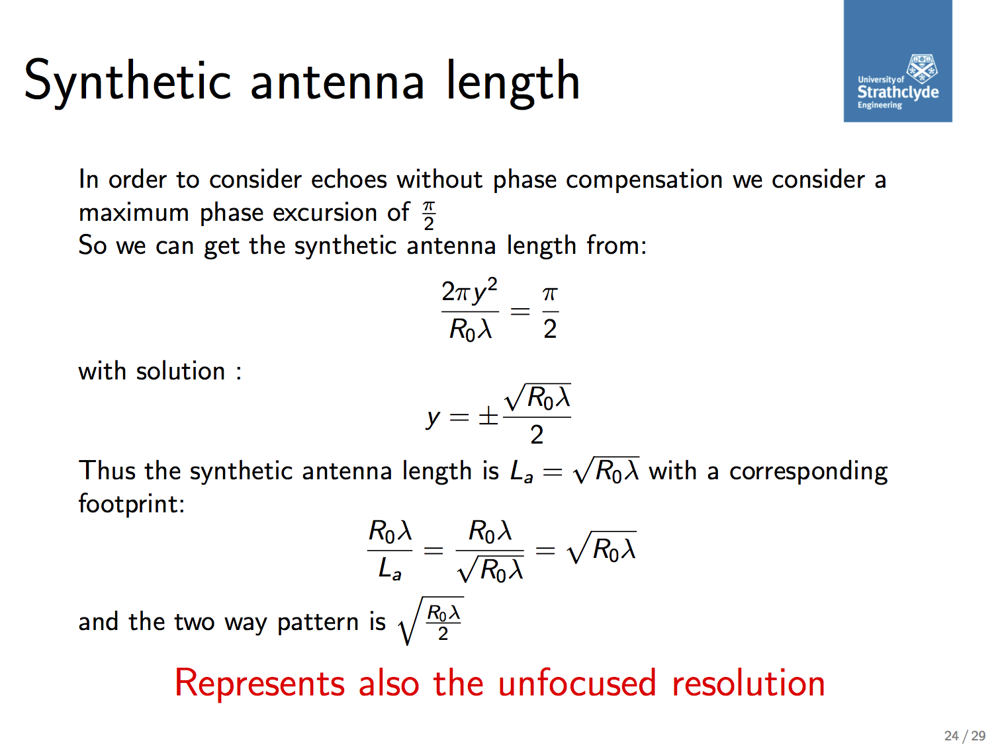 Synthetic antenna length
University of
Strathclyde
Engineering
In order to consider echoes without phase compensation we consider a
maximum phase excursion of $\frac{\pi}{2}$
So we can get the synthetic antenna length from:
$\frac{2\pi y^2}{R_0 \lambda} = \frac{\pi}{2}$
with solution :
$y = \pm \frac{\sqrt{R_0 \lambda}}{2}$
Thus the synthetic antenna length is $L_a = \sqrt{R_0 \lambda}$ with a corresponding
footprint:
$\frac{R_0 \lambda}{L_a} = \frac{R_0 \lambda}{\sqrt{R_0 \lambda}} = \sqrt{R_0 \lambda}$
and the two way pattern is $\sqrt{\frac{R_0 \lambda}{2}}$
Represents also the unfocused resolution
24 / 29